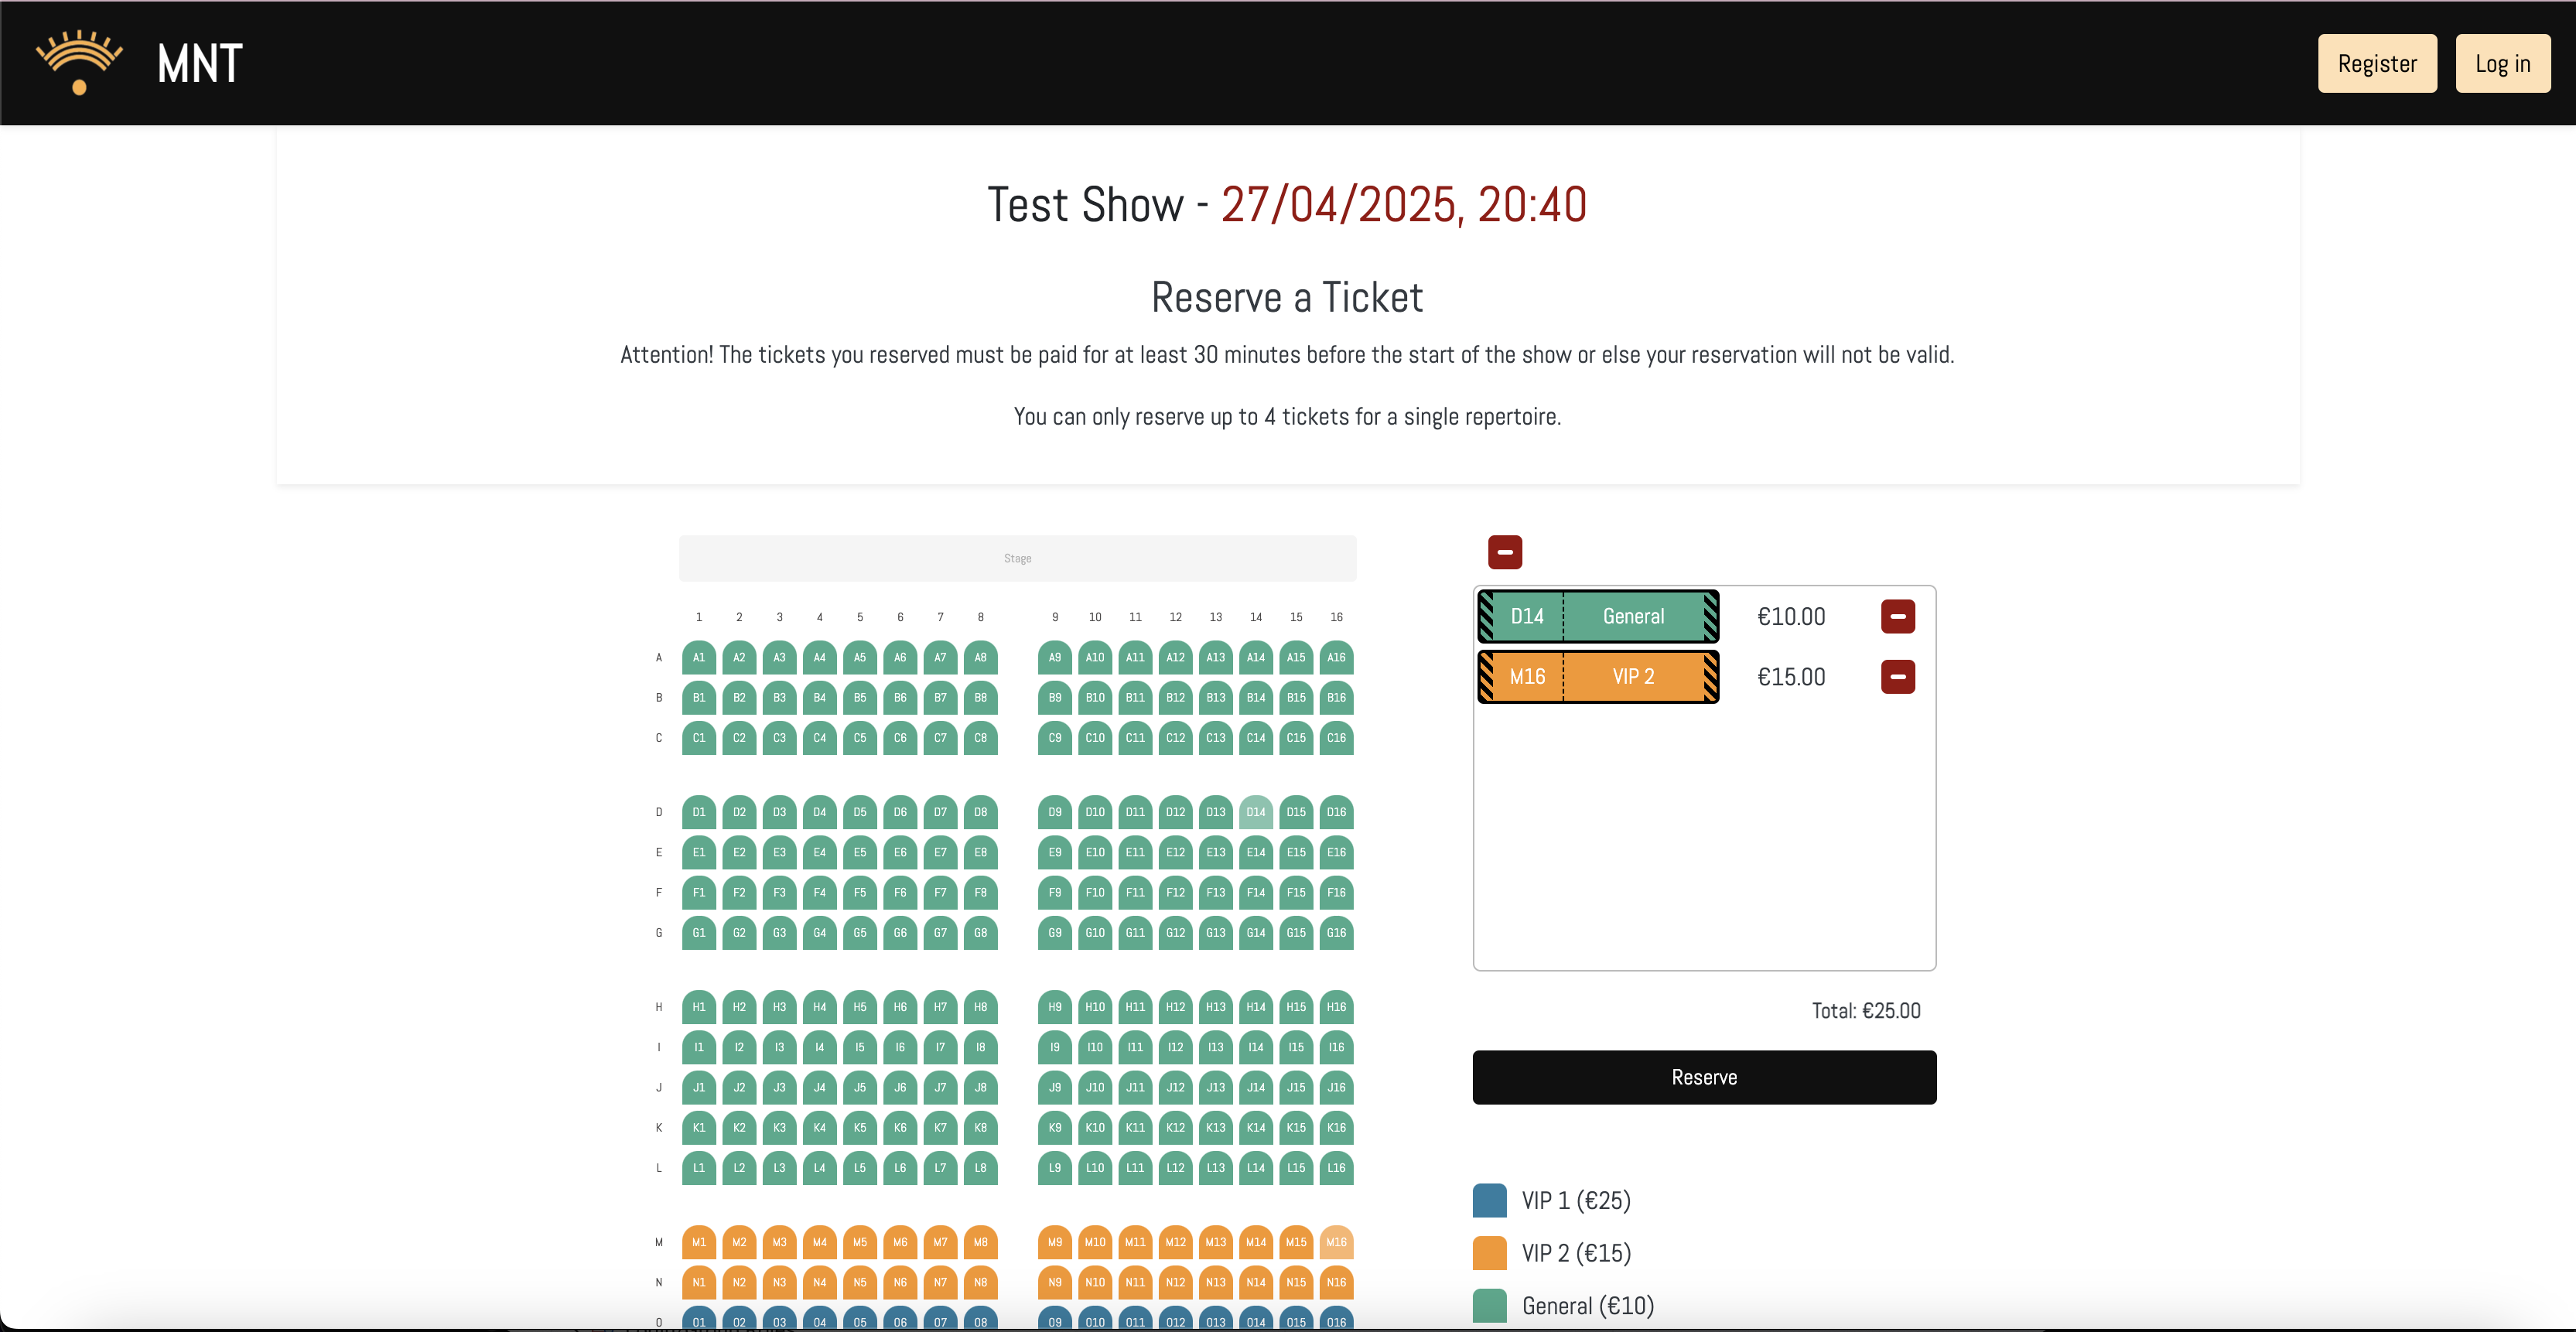 MNT
Register
Log in
Test Show - 27/04/2025, 20:40
Reserve a Ticket
Attention! The tickets you reserved must be paid for at least 30 minutes before the start of the show or else your reservation will not be valid.
You can only reserve up to 4 tickets for a single repertoire.
Stage
1 2 3 4 5 6 7 8 9 10 11 12 13 14 15 16
A A1 A2 A3 A4 A5 A6 A7 A8 A9 A10 A11 A12 A13 A14 A15 A16
B B1 B2 B3 B4 B5 B6 B7 B8 B9 B10 B11 B12 B13 B14 B15 B16
C C1 C2 C3 C4 C5 C6 C7 C8 C9 C10 C11 C12 C13 C14 C15 C16
D D1 D2 D3 D4 D5 D6 D7 D8 D9 D10 D11 D12 D13 D14 D15 D16
E E1 E2 E3 E4 E5 E6 E7 E8 E9 E10 E11 E12 E13 E14 E15 E16
F F1 F2 F3 F4 F5 F6 F7 F8 F9 F10 F11 F12 F13 F14 F15 F16
G G1 G2 G3 G4 G5 G6 G7 G8 G9 G10 G11 G12 G13 G14 G15 G16
H H1 H2 H3 H4 H5 H6 H7 H8 H9 H10 H11 H12 H13 H14 H15 H16
I I1 I2 I3 I4 I5 I6 I7 I8 I9 I10 I11 I12 I13 I14 I15 I16
J J1 J2 J3 J4 J5 J6 J7 J8 J9 J10 J11 J12 J13 J14 J15 J16
K K1 K2 K3 K4 K5 K6 K7 K8 K9 K10 K11 K12 K13 K14 K15 K16
L L1 L2 L3 L4 L5 L6 L7 L8 L9 L10 L11 L12 L13 L14 L15 L16
M M1 M2 M3 M4 M5 M6 M7 M8 M9 M10 M11 M12 M13 M14 M15 M16
N N1 N2 N3 N4 N5 N6 N7 N8 N9 N10 N11 N12 N13 N14 N15 N16
O O1 O2 O3 O4 O5 O6 O7 O8 O9 O10 O11 O12 O13 O14 O15 O16
D14 General €10.00
M16 VIP 2 €15.00
Total: €25.00
Reserve
VIP 1 (€25)
VIP 2 (€15)
General (€10)